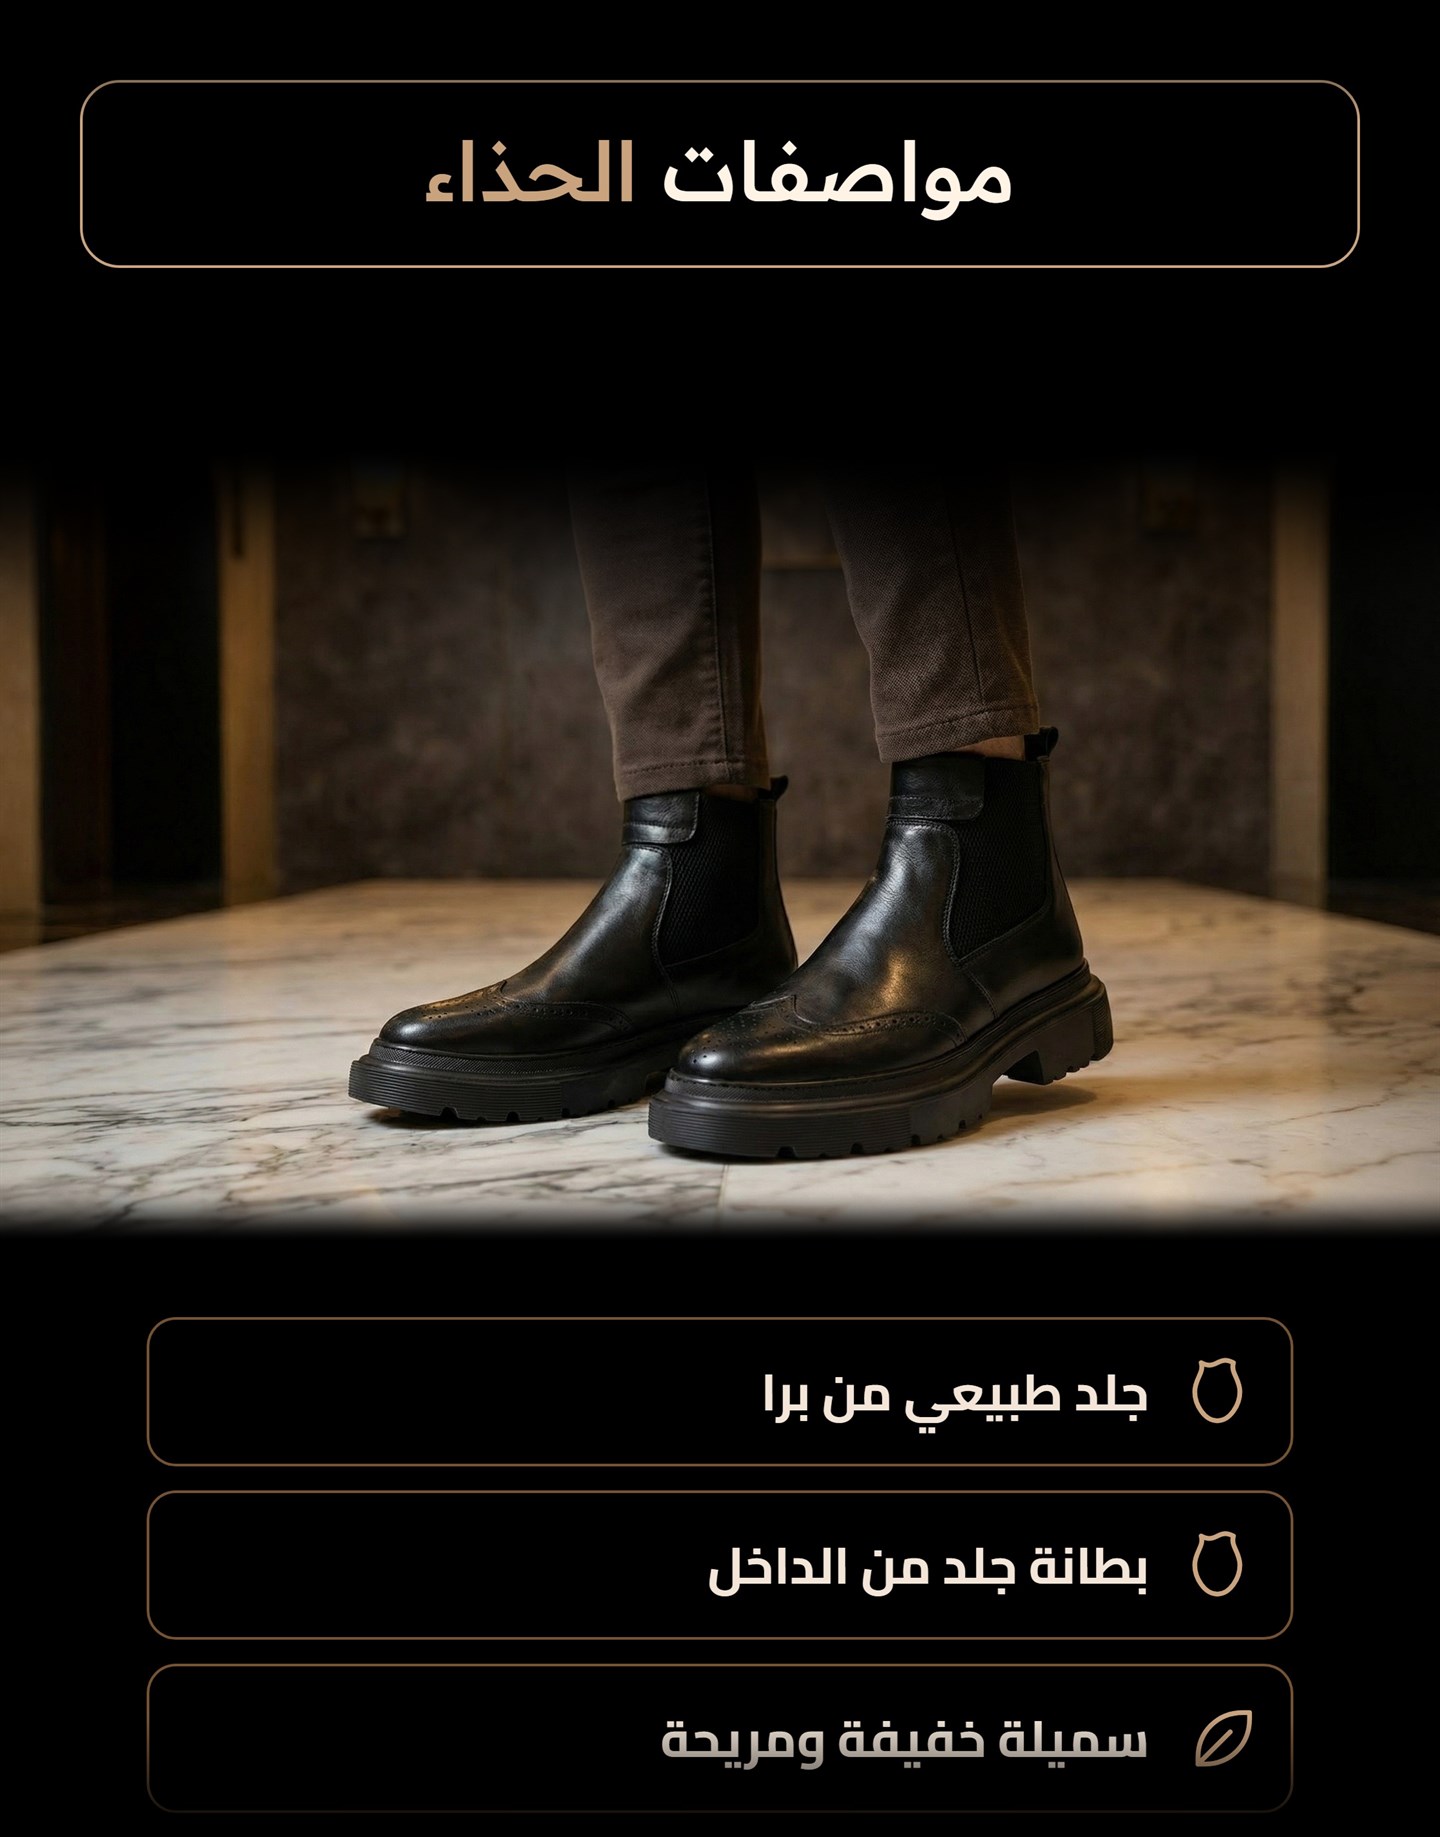 مواصفات الحذاء
جلد طبيعي من برا
بطانة جلد من الداخل
سميلة خفيفة ومريحة